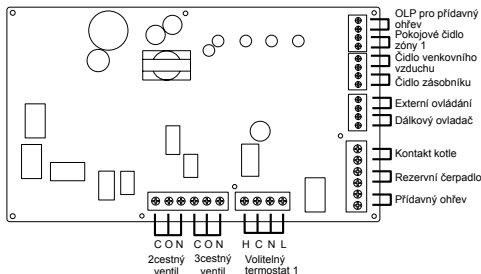 OLP pro přídavný
ohřev
Pokojové čidlo
zóny 1
Čidlo venkovního
vzduchu
Čidlo zásobníku
Externí ovládání
Dálkový ovladač
Kontakt kotle
Rezervní čerpadlo
Přídavný ohřev
C O N C O N H C N L
2cestný 3cestný Volitelný
ventil ventil termostat 1